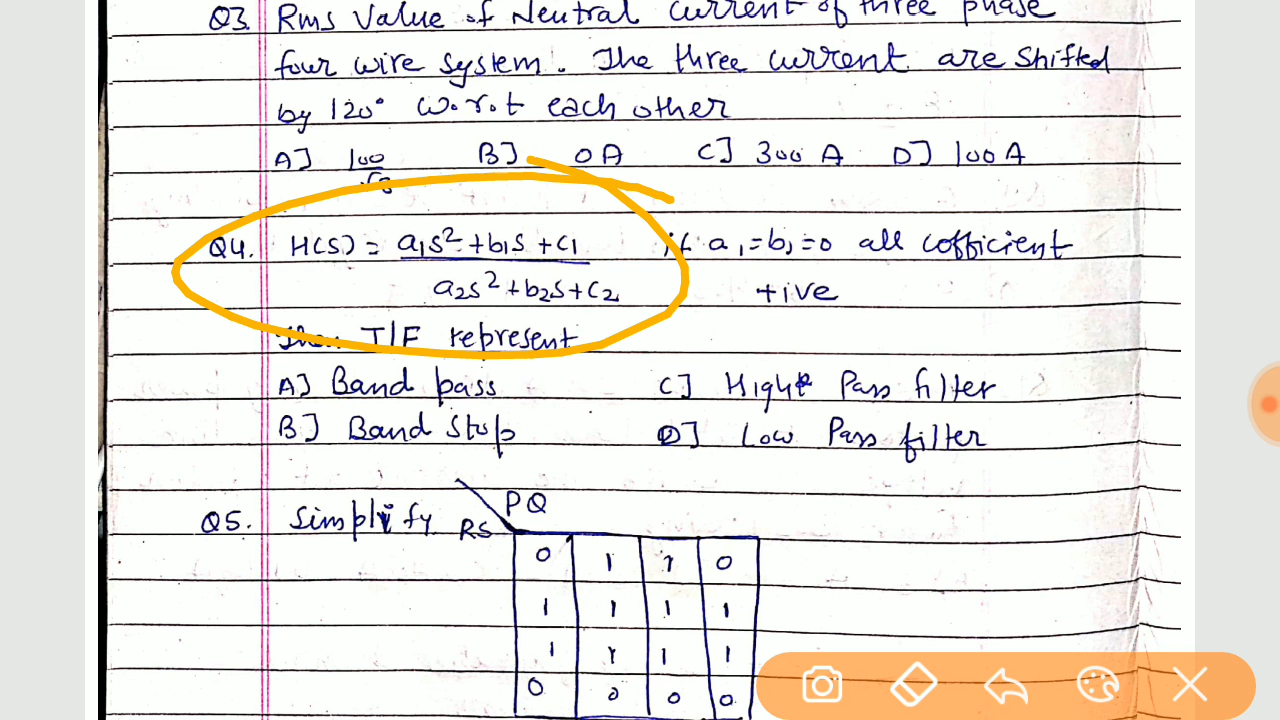 Q3. Rms Value of Neutral current of three phase
four wire system. The three current are Shifted
by 120° w.r.t each other
A] 100/√3 B] 0A C] 300 A D] 100A
Q4. H(S) = a1s²+b1s+c1 if a1=b1=0 all cofficient
a2s²+b2s+c2 +ive
Then T/F represent
A] Band pass C] Hight Pass filter
B] Band Stop D] Low Pass filter
Q5. Simplify RS PQ
0 1 1 0
1 1 1 1
1 1 1 1
0 0 0 0